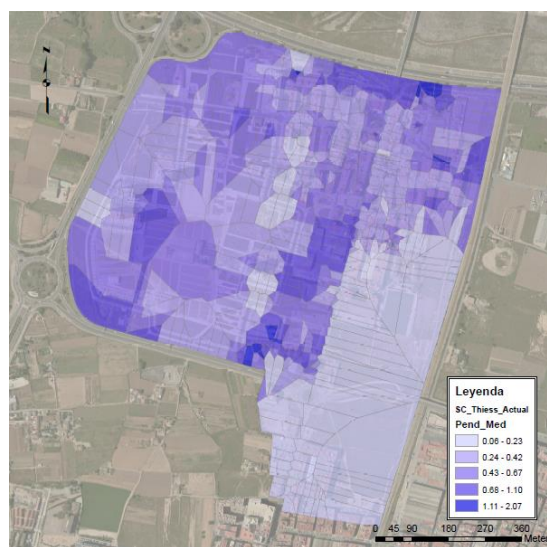 N
Leyenda
SC_Thiess_Actual
Pend_Med
0.06 - 0.23
0.24 - 0.42
0.43 - 0.67
0.68 - 1.10
1.11 - 2.07
0 45 90 180 270 360
Meters